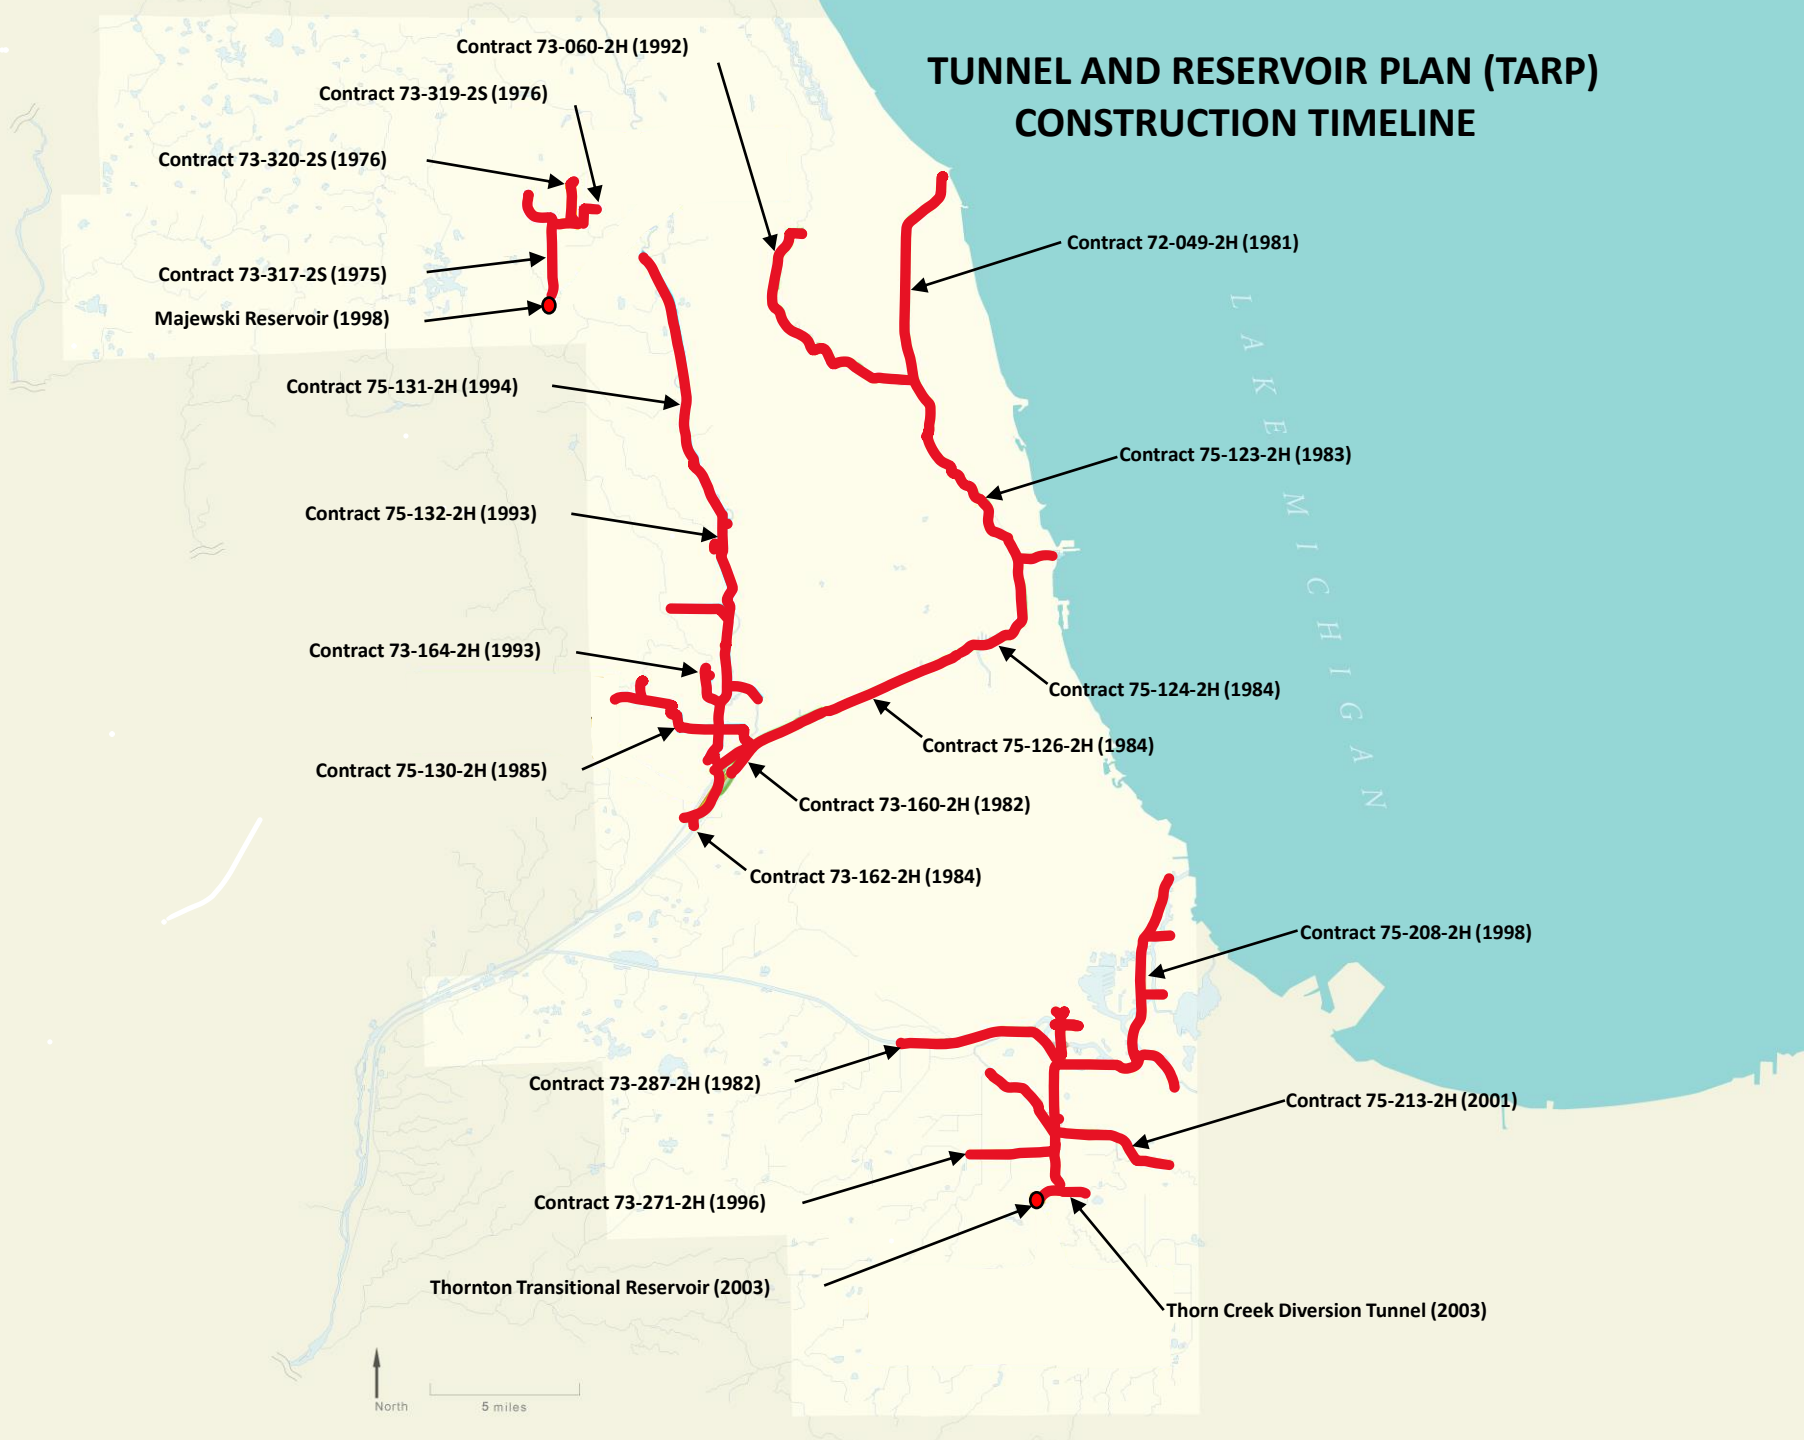 TUNNEL AND RESERVOIR PLAN (TARP)
CONSTRUCTION TIMELINE
Contract 73-060-2H (1992)
Contract 73-319-2S (1976)
Contract 73-320-2S (1976)
Contract 73-317-2S (1975)
Majewski Reservoir (1998)
Contract 72-049-2H (1981)
Contract 75-131-2H (1994)
Contract 75-123-2H (1983)
Contract 75-132-2H (1993)
Contract 73-164-2H (1993)
Contract 75-124-2H (1984)
Contract 75-126-2H (1984)
Contract 75-130-2H (1985)
Contract 73-160-2H (1982)
Contract 73-162-2H (1984)
LAKE MICHIGAN
Contract 75-208-2H (1998)
Contract 73-287-2H (1982)
Contract 75-213-2H (2001)
Contract 73-271-2H (1996)
Thornton Transitional Reservoir (2003)
Thorn Creek Diversion Tunnel (2003)
North
5 miles